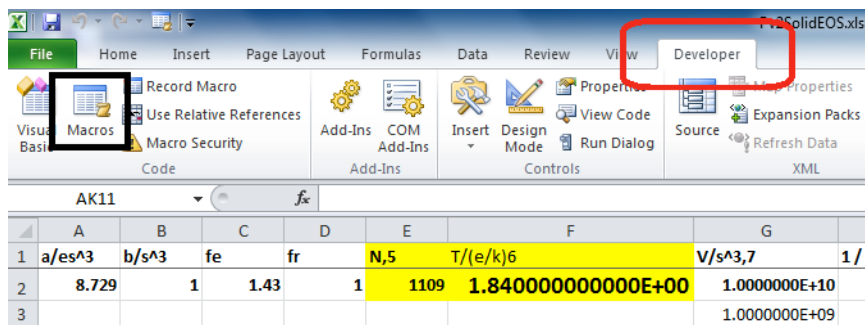 Fv2SolidEOS.xls
File Home Insert Page Layout Formulas Data Review View Developer
Record Macro Properties Map Properties
Use Relative References View Code Expansion Packs
Visual Basic Macros Macro Security Add-Ins COM Add-Ins Insert Design Mode Run Dialog Source Refresh Data
Code Add-Ins Controls XML
AK11 fx
A B C D E F G
1 a/es^3 b/s^3 fe fr N,5 T/(e/k)6 V/s^3,7 1/
2 8.729 1 1.43 1 1109 1.840000000000E+00 1.0000000E+10
3 1.0000000E+09